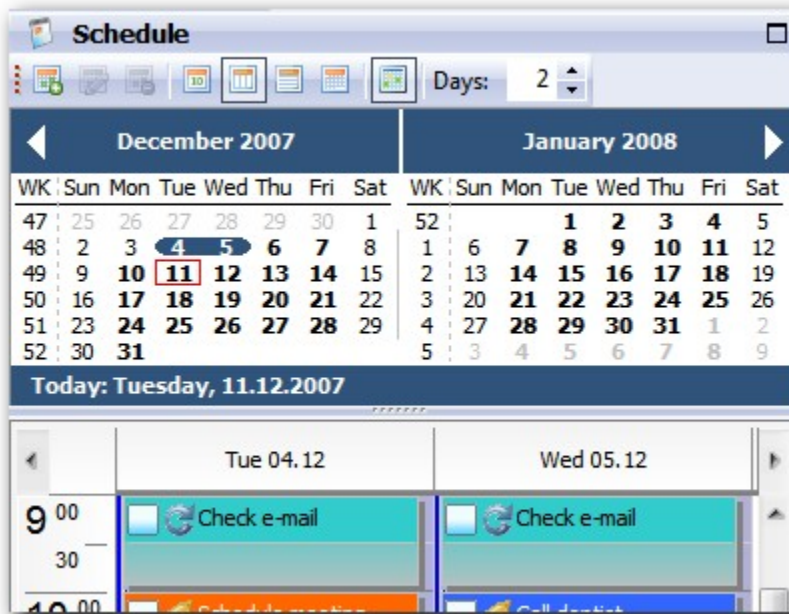 Schedule
10 Days: 2
December 2007 January 2008
WK Sun Mon Tue Wed Thu Fri Sat WK Sun Mon Tue Wed Thu Fri Sat
47 25 26 27 28 29 30 1 52 1 2 3 4 5
48 2 3 4 5 6 7 8 1 6 7 8 9 10 11 12
49 9 10 11 12 13 14 15 2 13 14 15 16 17 18 19
50 16 17 18 19 20 21 22 3 20 21 22 23 24 25 26
51 23 24 25 26 27 28 29 4 27 28 29 30 31 1 2
52 30 31 5 3 4 5 6 7 8 9
Today: Tuesday, 11.12.2007
Tue 04.12 Wed 05.12
9 00 Check e-mail Check e-mail
30
10 00 Schedule meeting Call dentist